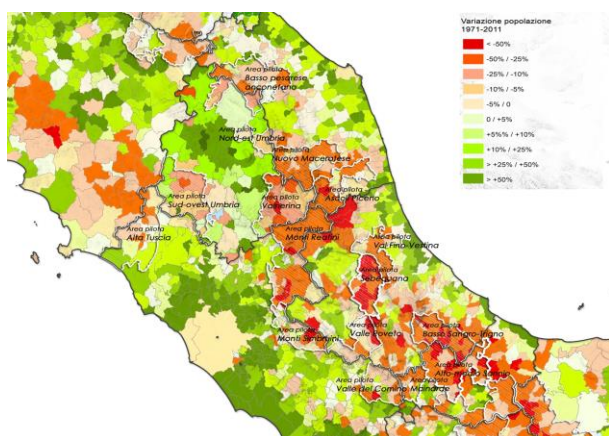 Variazione popolazione
1971-2011
< -50%
-50% / -25%
-25% / -10%
-10% / -5%
-5% / 0
0 / +5%
+5%% / +10%
+10% / +25%
> +25% / +50%
> +50%
Area pilota
Basso pesarese
anconetano
Area pilota
Nord-est Umbria
Area pilota
Nuovo Maceratese
Area pilota
Ascoli Piceno
Area pilota
Sud-ovest Umbria
Area pilota
Valnerina
Area pilota
Alta Tuscia
Area pilota
Monti Reatini
Area pilota
Val Fino-Vestina
Area pilota
Subequana
Area pilota
Monti Simbruini
Area pilota
Valle Roveto
Area pilota
Basso Sangro-Trigno
Area pilota
Valle del Comino
Area pilota
Mainarde
Area pilota
Alto medio Sannio